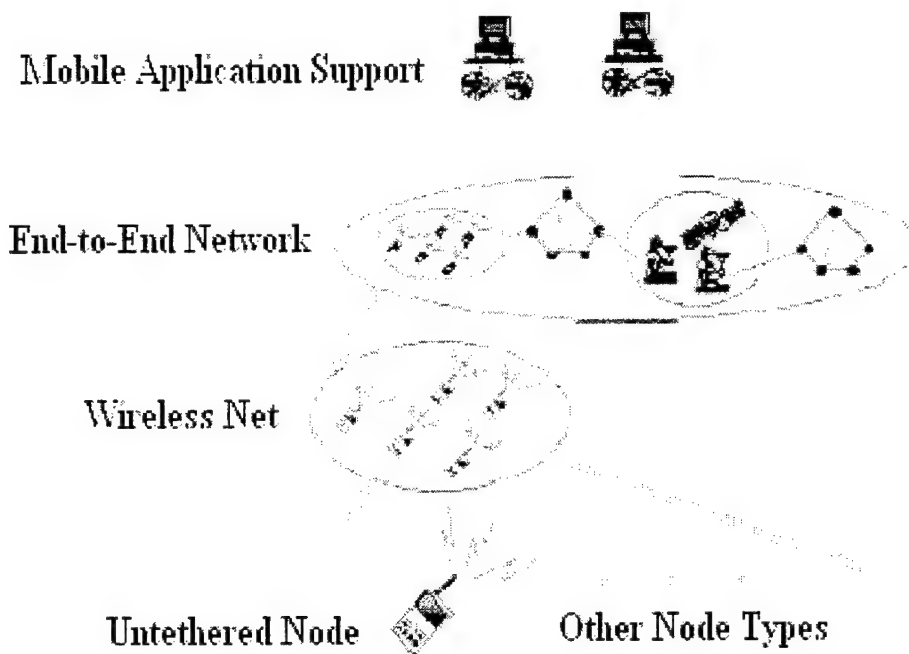 Mobile Application Support
End-to-End Network
Wireless Net
Untethered Node
Other Node Types